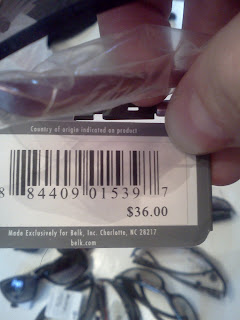 Country of origin indicated on product
8 84409 01539 7
$36.00
Made Exclusively for Belk, Inc. Charlotte, NC 28217
belk.com